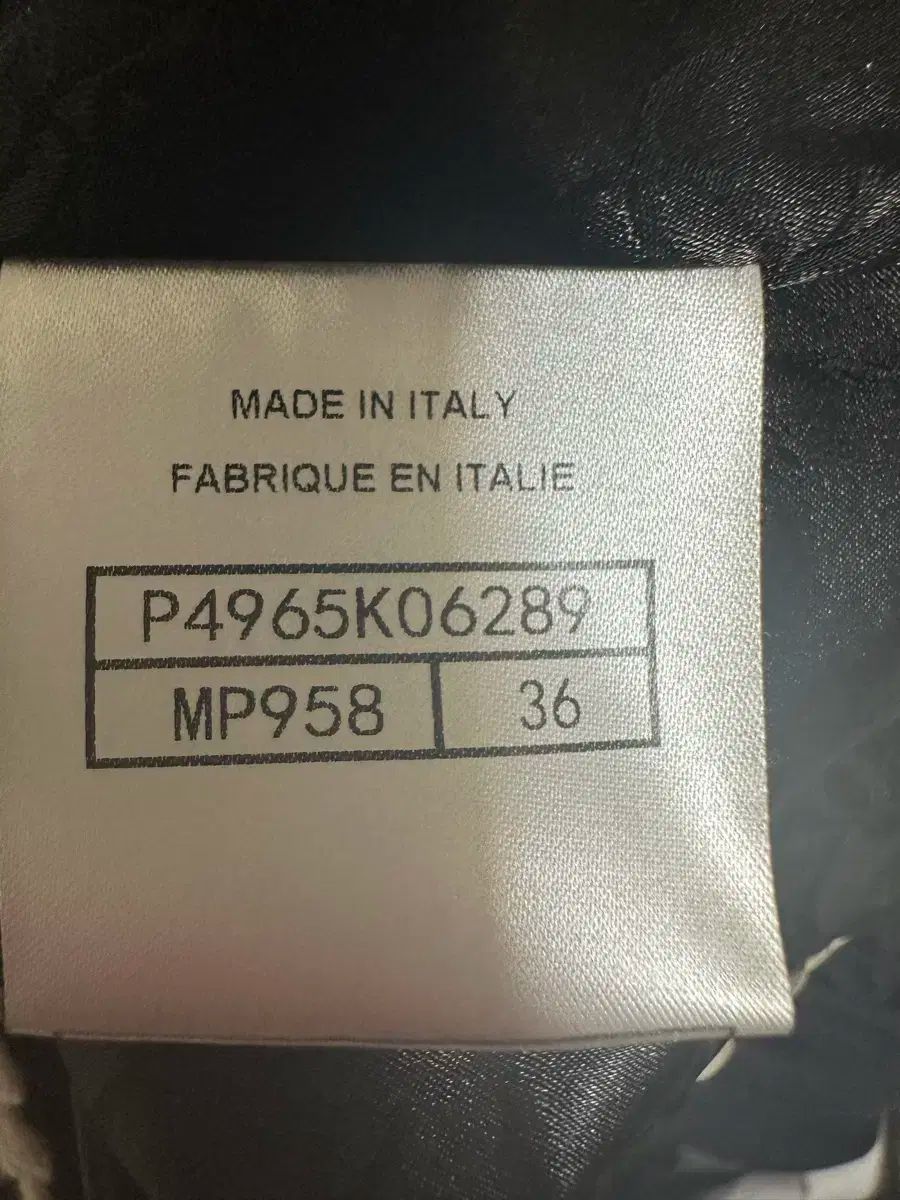 MADE IN ITALY
FABRIQUE EN ITALIE
P4965K06289
MP958 36